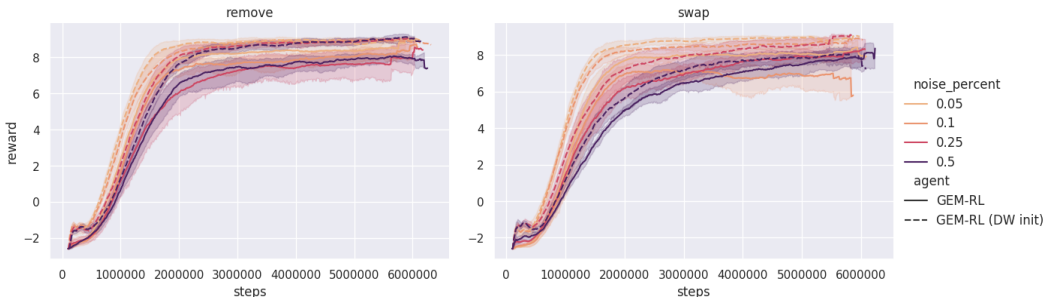 remove
swap
reward
8
6
4
2
0
−2
0 1000000 2000000 3000000 4000000 5000000 6000000
steps
8
6
4
2
0
−2
0 1000000 2000000 3000000 4000000 5000000 6000000
steps
noise_percent
0.05
0.1
0.25
0.5
agent
GEM-RL
GEM-RL (DW init)